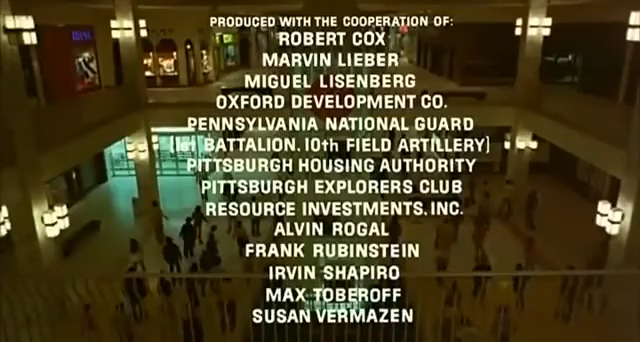 PRODUCED WITH THE COOPERATION OF:
ROBERT COX
MARVIN LIEBER
MIGUEL LISENBERG
OXFORD DEVELOPMENT CO.
PENNSYLVANIA NATIONAL GUARD
(1st BATTALION. 10th FIELD ARTILLERY)
PITTSBURGH HOUSING AUTHORITY
PITTSBURGH EXPLORERS CLUB
RESOURCE INVESTMENTS, INC.
ALVIN ROGAL
FRANK RUBINSTEIN
IRVIN SHAPIRO
MAX TOBEROFF
SUSAN VERMAZEN